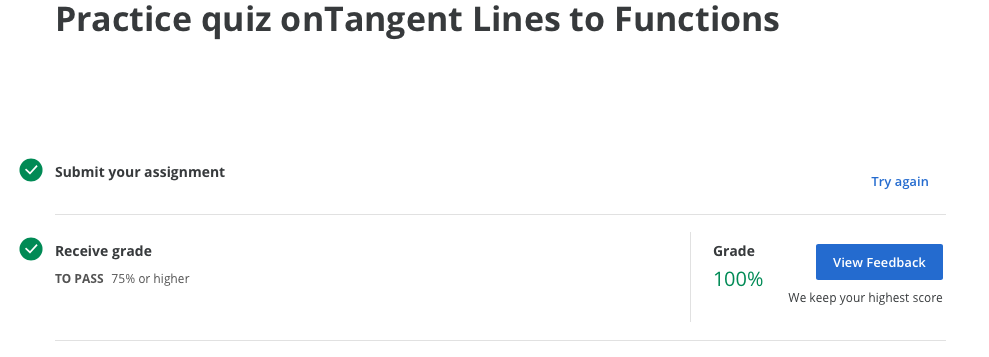 Practice quiz onTangent Lines to Functions
Submit your assignment
Try again
Receive grade
TO PASS 75% or higher
Grade
100%
View Feedback
We keep your highest score